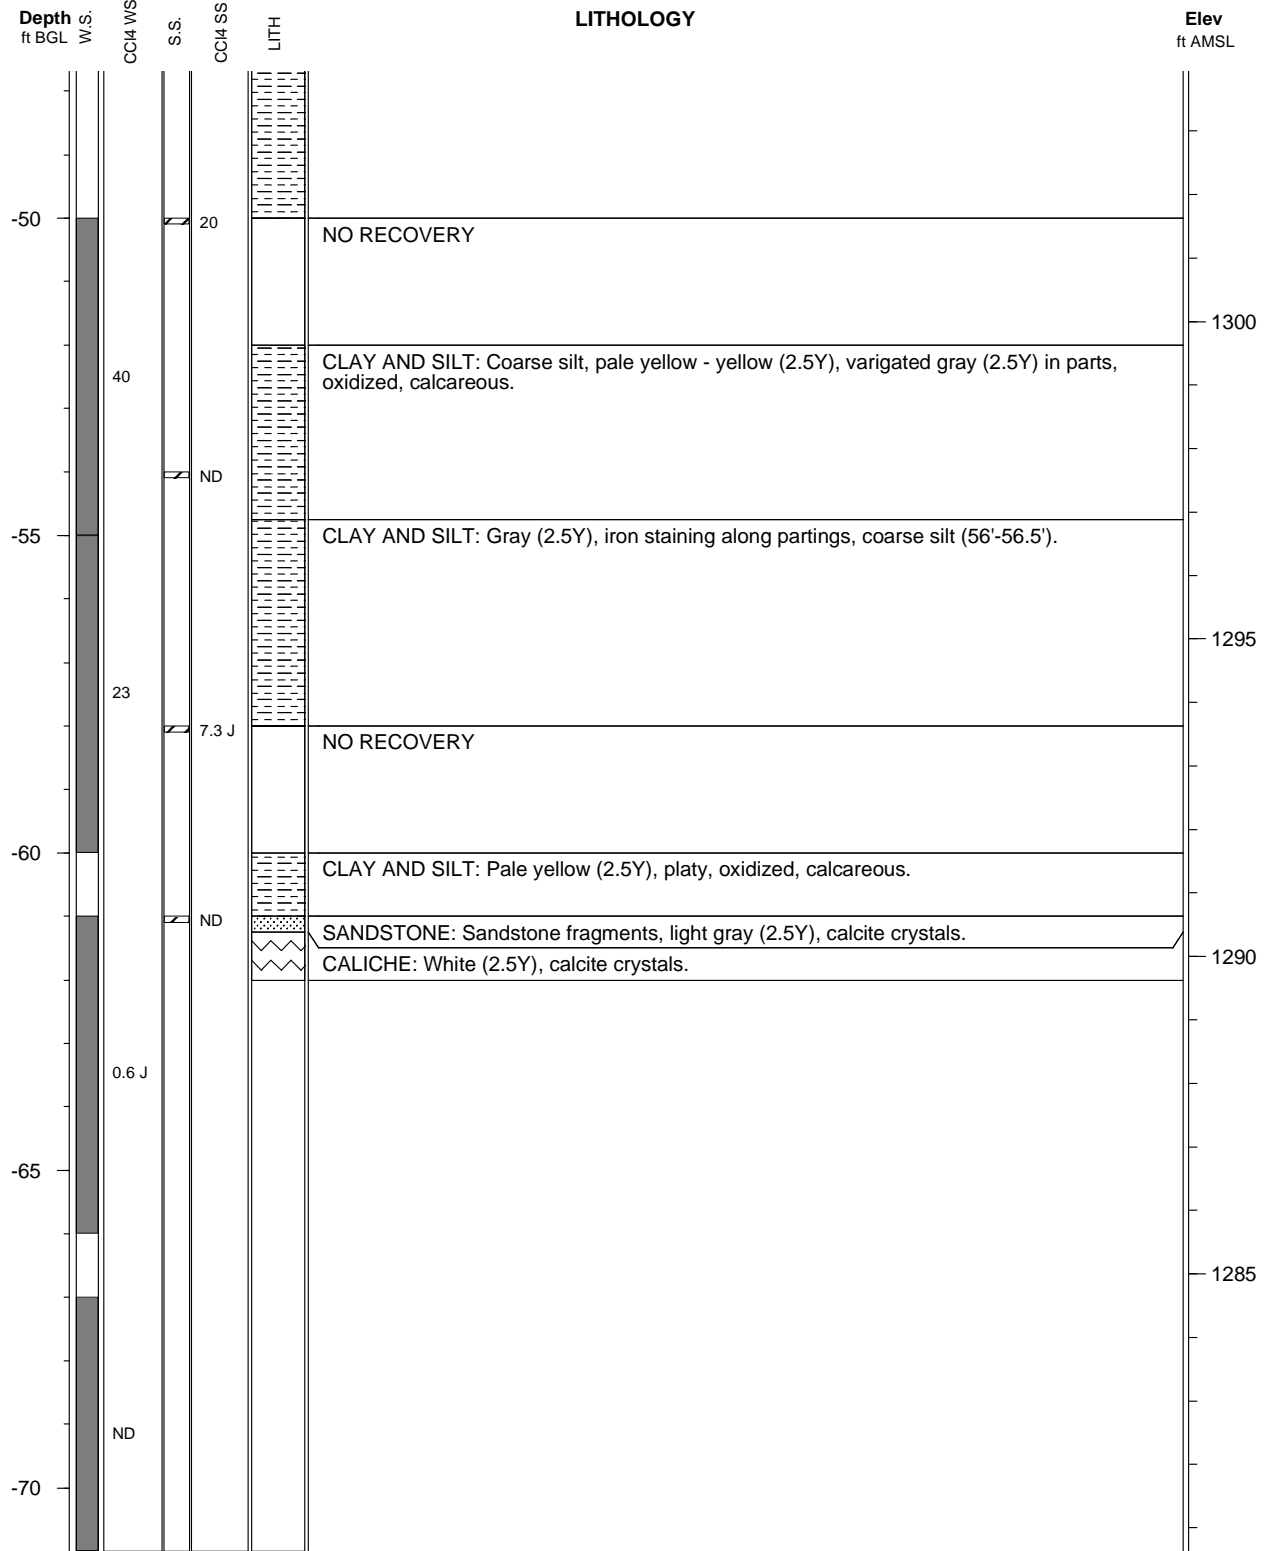 Depth
ft BGL
W.S.
CCl4 WS
S.S.
CCl4 SS
LITH
LITHOLOGY
Elev
ft AMSL
-50
20
NO RECOVERY
1300
CLAY AND SILT: Coarse silt, pale yellow - yellow (2.5Y), varigated gray (2.5Y) in parts,
oxidized, calcareous.
40
ND
-55
CLAY AND SILT: Gray (2.5Y), iron staining along partings, coarse silt (56'-56.5').
1295
23
7.3 J
NO RECOVERY
-60
CLAY AND SILT: Pale yellow (2.5Y), platy, oxidized, calcareous.
ND
SANDSTONE: Sandstone fragments, light gray (2.5Y), calcite crystals.
1290
CALICHE: White (2.5Y), calcite crystals.
0.6 J
-65
1285
ND
-70